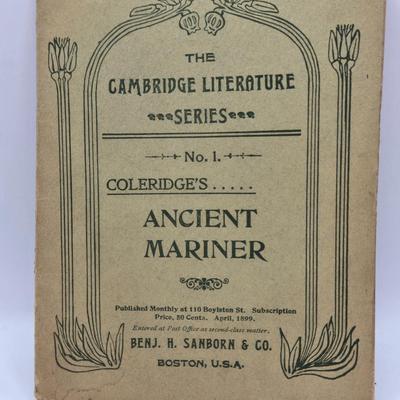 THE
CAMBRIDGE LITERATURE
SERIES
No. 1.
COLERIDGE'S . . . . .
ANCIENT
MARINER
Published Monthly at 110 Boylston St. Subscription
Price, 80 Cents. April, 1899.
Entered at Post Office as second-class matter.
BENJ. H. SANBORN & CO.
BOSTON, U.S.A.